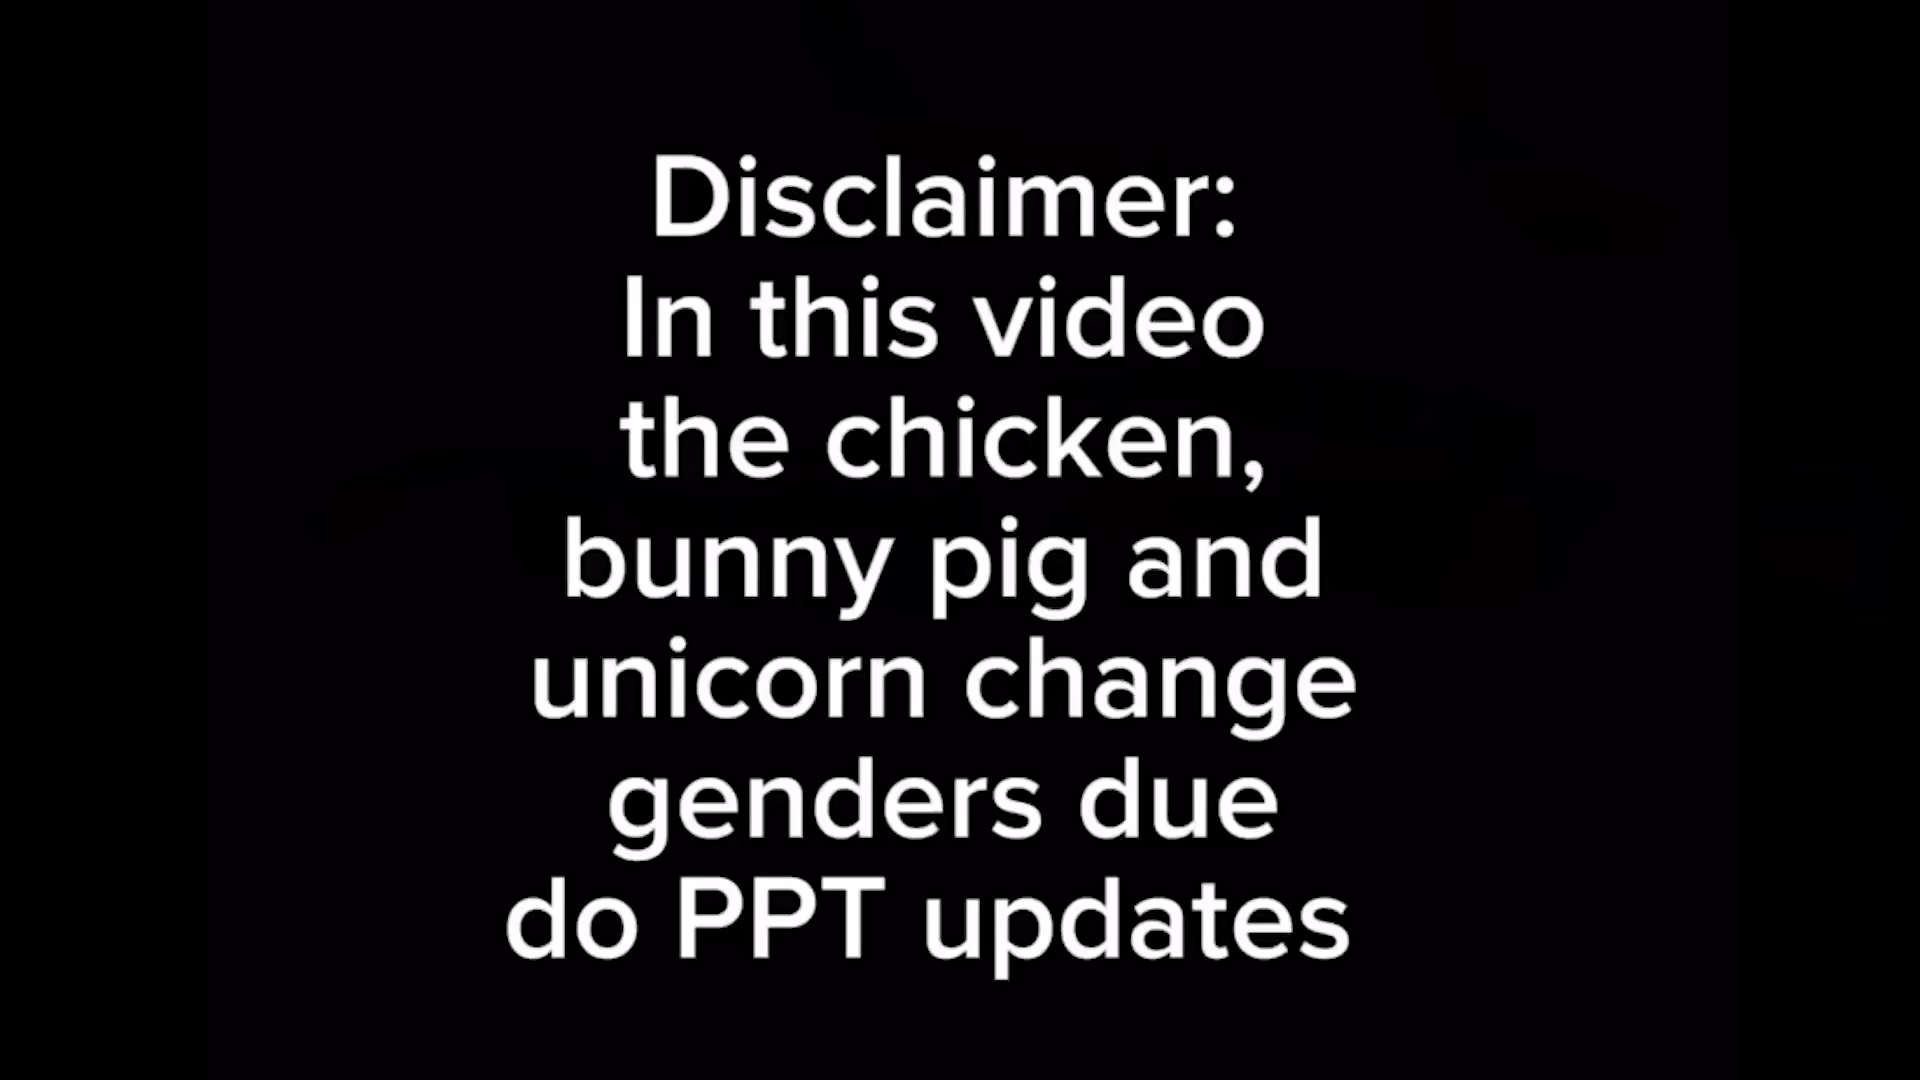 Disclaimer:
In this video
the chicken,
bunny pig and
unicorn change
genders due
do PPT updates